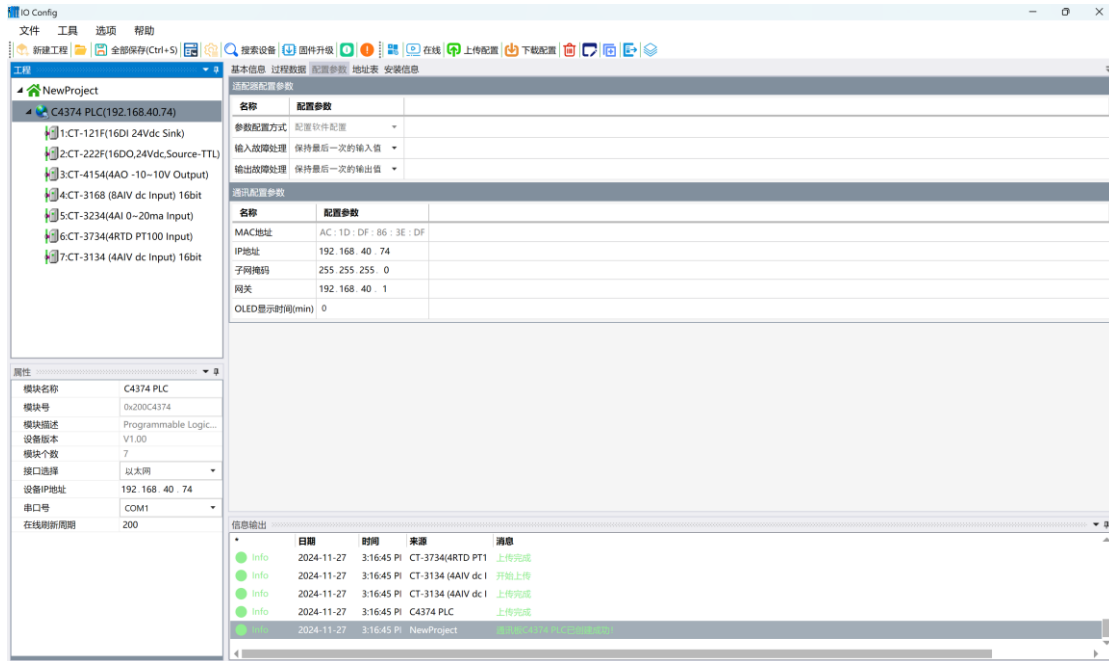 IO Config
文件 工具 选项 帮助
新建工程 全部保存(Ctrl+S) 搜索设备 固件升级 在线 上传配置 下载配置
工程
NewProject
C4374 PLC(192.168.40.74)
1:CT-121F(16DI 24Vdc Sink)
2:CT-222F(16DO,24Vdc,Source-TTL)
3:CT-4154(4AO -10~10V Output)
4:CT-3168 (8AIV dc Input) 16bit
5:CT-3234(4AI 0~20ma Input)
6:CT-3734(4RTD PT100 Input)
7:CT-3134 (4AIV dc Input) 16bit
属性
模块名称 C4374 PLC
模块号 0x200C4374
模块描述 Programmable Logic...
设备版本 V1.00
模块个数 7
接口选择 以太网
设备IP地址 192.168.40.74
串口号 COM1
在线刷新周期 200
基本信息 过程数据 配置参数 地址表 安装信息
适配器配置参数
名称 配置参数
参数配置方式 配置软件配置
输入故障处理 保持最后一次的输入值
输出故障处理 保持最后一次的输出值
通讯配置参数
名称 配置参数
MAC地址 AC:1D:DF:86:3E:DF
IP地址 192.168.40.74
子网掩码 255.255.255.0
网关 192.168.40.1
OLED显示时间(min) 0
信息输出
* 日期 时间 来源 消息
Info 2024-11-27 3:16:45 PI CT-3734(4RTD PT1 上传完成
Info 2024-11-27 3:16:45 PI CT-3134 (4AIV dc I 开始上传
Info 2024-11-27 3:16:45 PI CT-3134 (4AIV dc I 上传完成
Info 2024-11-27 3:16:45 PI C4374 PLC 上传完成
Info 2024-11-27 3:16:45 PI NewProject 通讯板C4374 PLC已创建成功!